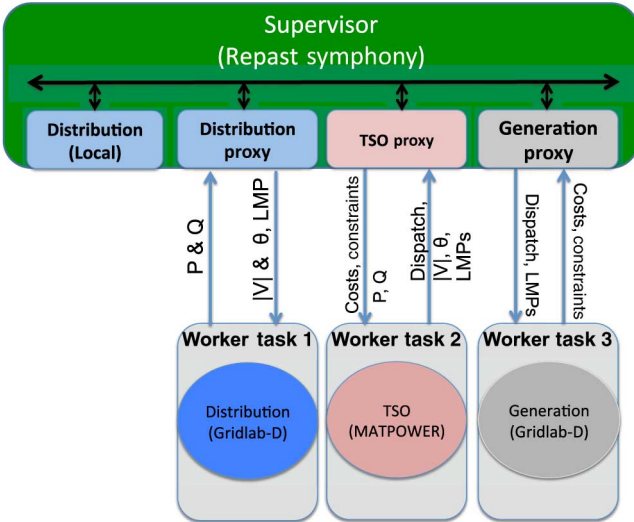 Supervisor
(Repast symphony)
Distribution
(Local)
Distribution
proxy
TSO proxy
Generation
proxy
P & Q
|V| & θ, LMP
Costs, constraints
P, Q
Dispatch,
|V|, θ,
LMPs
Dispatch, LMPs
Costs, constraints
Worker task 1
Worker task 2
Worker task 3
Distribution
(Gridlab-D)
TSO
(MATPOWER)
Generation
(Gridlab-D)